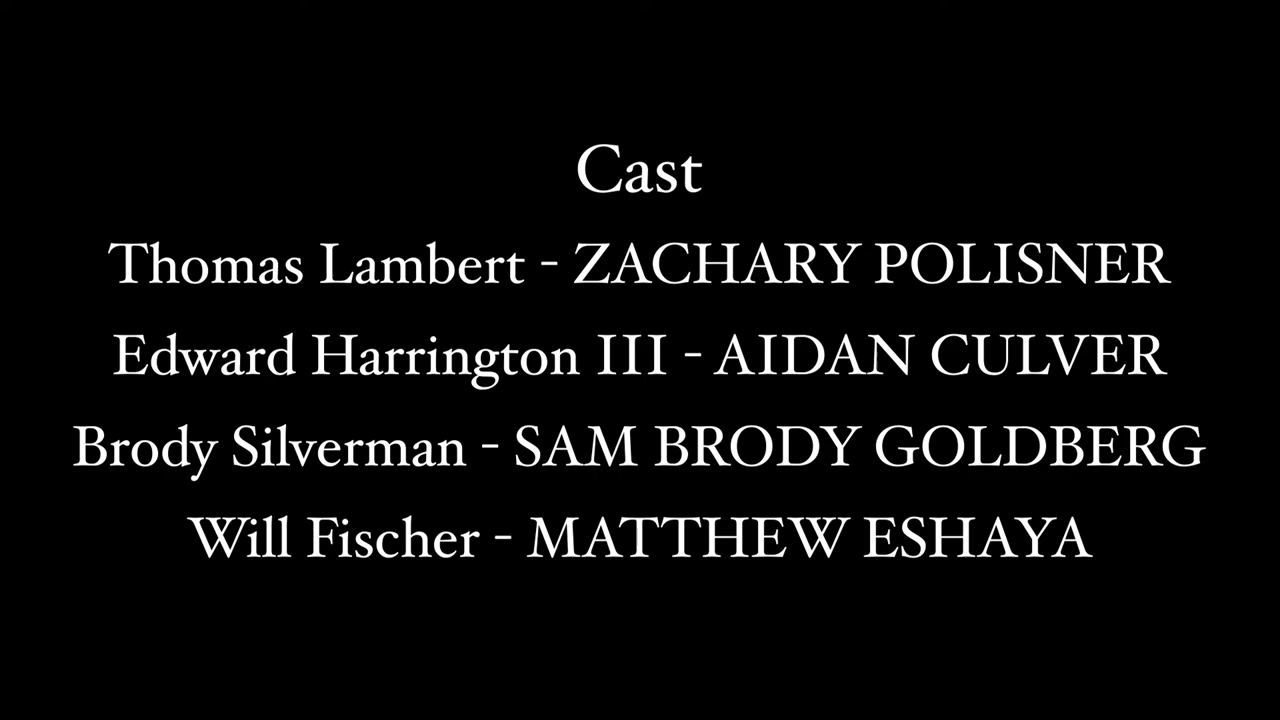 Cast
Thomas Lambert - ZACHARY POLISNER
Edward Harrington III - AIDAN CULVER
Brody Silverman - SAM BRODY GOLDBERG
Will Fischer - MATTHEW ESHAYA